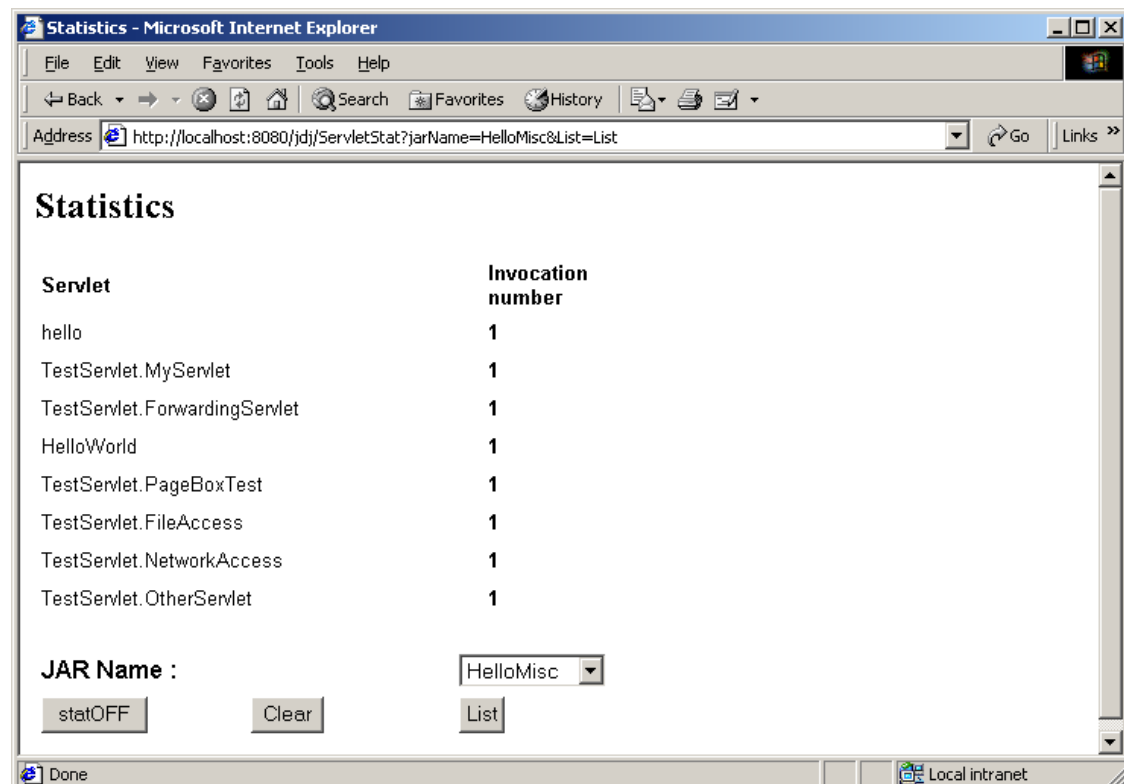 Statistics - Microsoft Internet Explorer
File Edit View Favorites Tools Help
Back Search Favorites History
Address http://localhost:8080/jdj/ServletStat?jarName=HelloMisc&List=List Go Links »
Statistics
Servlet Invocation number
hello 1
TestServlet.MyServlet 1
TestServlet.ForwardingServlet 1
HelloWorld 1
TestServlet.PageBoxTest 1
TestServlet.FileAccess 1
TestServlet.NetworkAccess 1
TestServlet.OtherServlet 1
JAR Name : HelloMisc
statOFF Clear List
Done Local intranet